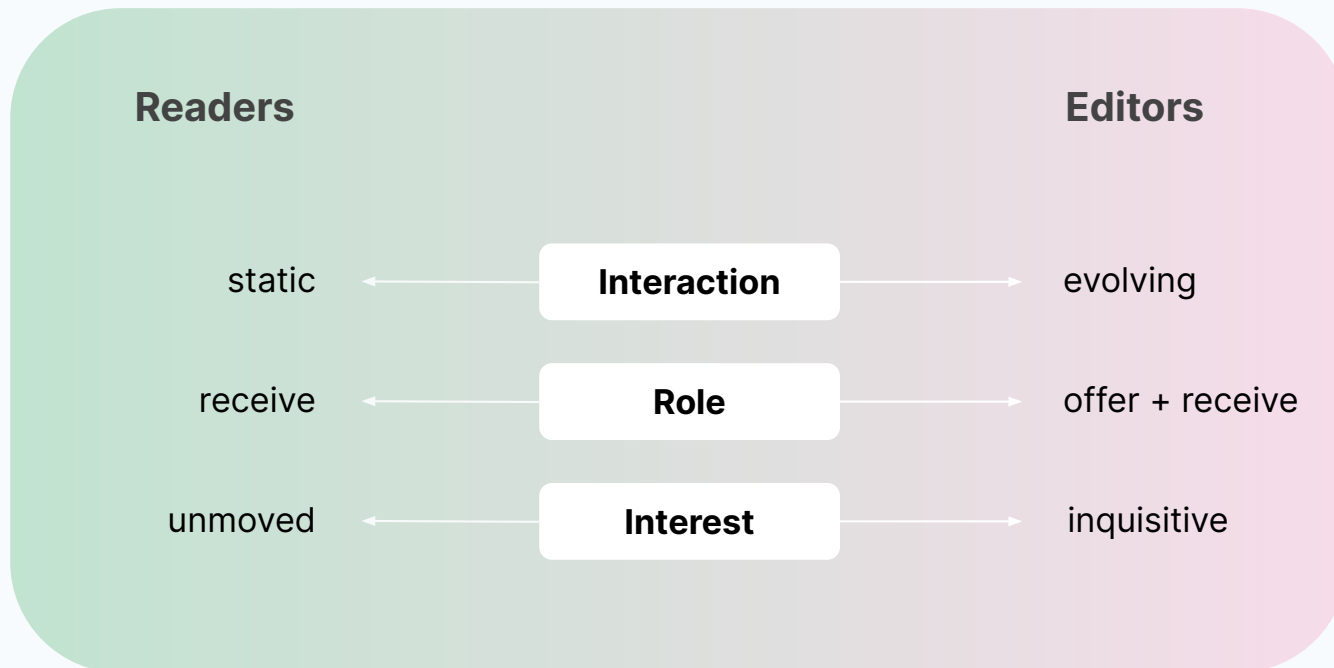 Readers Editors
static Interaction evolving
receive Role offer + receive
unmoved Interest inquisitive